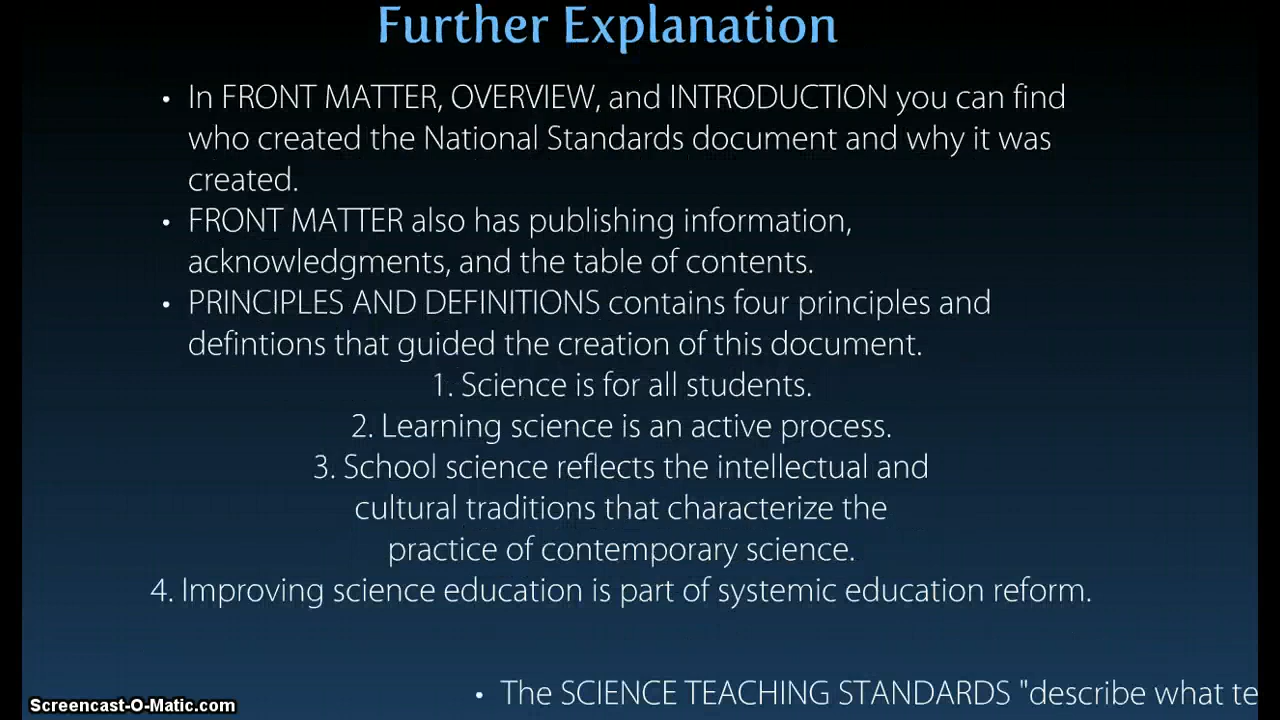 Further Explanation
• In FRONT MATTER, OVERVIEW, and INTRODUCTION you can find
who created the National Standards document and why it was
created.
• FRONT MATTER also has publishing information,
acknowledgments, and the table of contents.
• PRINCIPLES AND DEFINITIONS contains four principles and
defintions that guided the creation of this document.
1. Science is for all students.
2. Learning science is an active process.
3. School science reflects the intellectual and
cultural traditions that characterize the
practice of contemporary science.
4. Improving science education is part of systemic education reform.
• The SCIENCE TEACHING STANDARDS "describe what te
Screencast-O-Matic.com